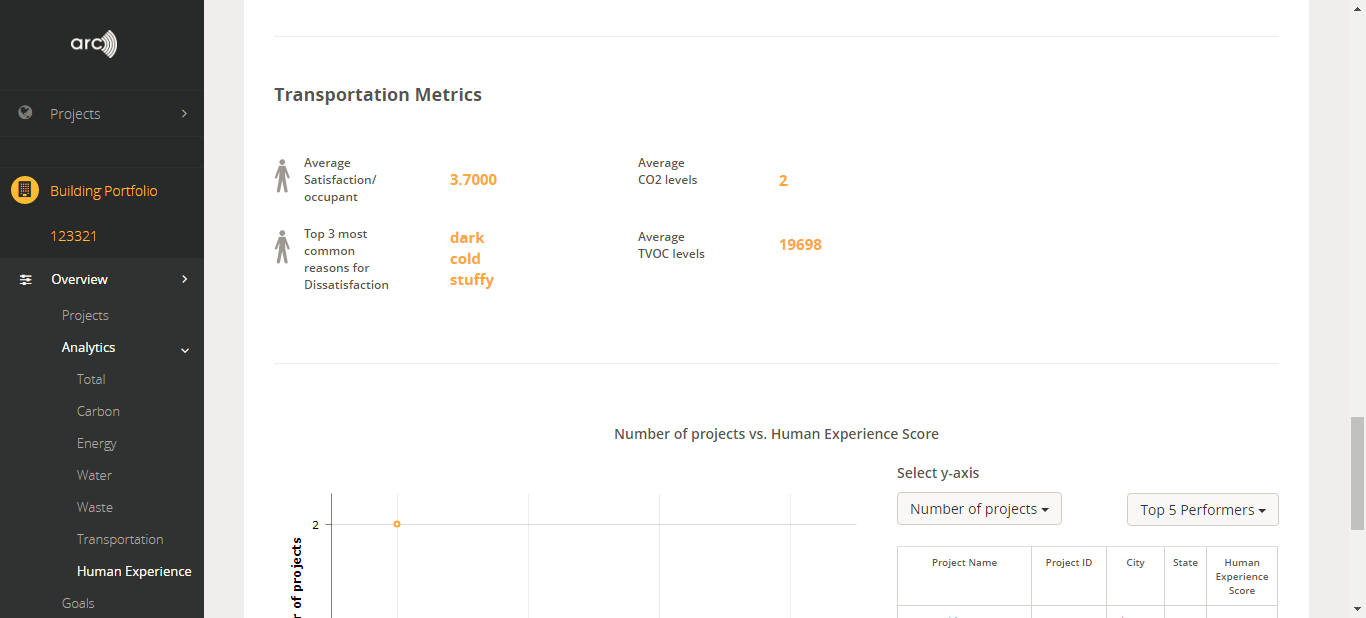 arc
Projects
Building Portfolio
123321
Overview
Projects
Analytics
Total
Carbon
Energy
Water
Waste
Transportation
Human Experience
Goals
Transportation Metrics
Average
Satisfaction/
occupant
3.7000
Average
CO2 levels
2
Top 3 most
common
reasons for
Dissatisfaction
dark
cold
stuffy
Average
TVOC levels
19698
Number of projects vs. Human Experience Score
2
r of projects
Select y-axis
Number of projects
Top 5 Performers
Project Name
Project ID
City
State
Human
Experience
Score